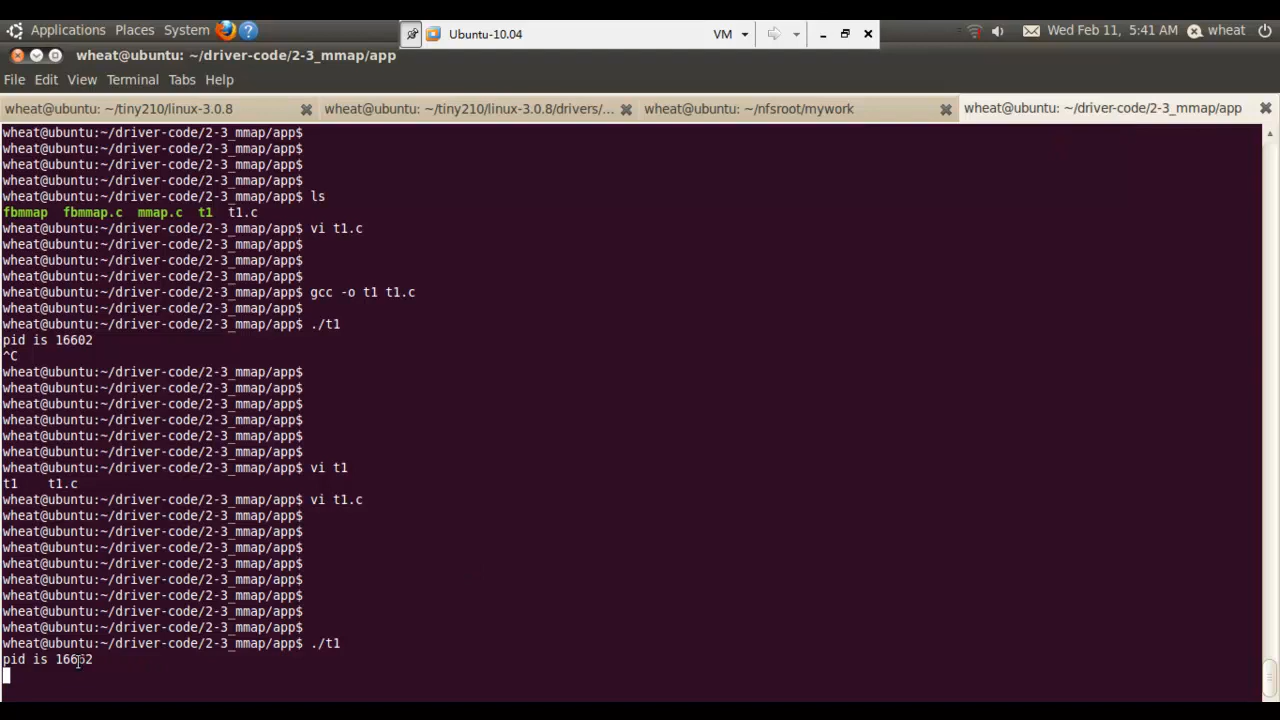 Applications Places System Ubuntu-10.04 VM Wed Feb 11, 5:41 AM wheat
wheat@ubuntu: ~/driver-code/2-3_mmap/app
File Edit View Terminal Tabs Help
wheat@ubuntu: ~/tiny210/linux-3.0.8 wheat@ubuntu: ~/tiny210/linux-3.0.8/drivers/... wheat@ubuntu: ~/nfsroot/mywork wheat@ubuntu: ~/driver-code/2-3_mmap/app
wheat@ubuntu:~/driver-code/2-3_mmap/app$
wheat@ubuntu:~/driver-code/2-3_mmap/app$
wheat@ubuntu:~/driver-code/2-3_mmap/app$
wheat@ubuntu:~/driver-code/2-3_mmap/app$
wheat@ubuntu:~/driver-code/2-3_mmap/app$ ls
fbmmap fbmmap.c mmap.c t1 t1.c
wheat@ubuntu:~/driver-code/2-3_mmap/app$ vi t1.c
wheat@ubuntu:~/driver-code/2-3_mmap/app$
wheat@ubuntu:~/driver-code/2-3_mmap/app$
wheat@ubuntu:~/driver-code/2-3_mmap/app$
wheat@ubuntu:~/driver-code/2-3_mmap/app$ gcc -o t1 t1.c
wheat@ubuntu:~/driver-code/2-3_mmap/app$
wheat@ubuntu:~/driver-code/2-3_mmap/app$ ./t1
pid is 16602
^C
wheat@ubuntu:~/driver-code/2-3_mmap/app$
wheat@ubuntu:~/driver-code/2-3_mmap/app$
wheat@ubuntu:~/driver-code/2-3_mmap/app$
wheat@ubuntu:~/driver-code/2-3_mmap/app$
wheat@ubuntu:~/driver-code/2-3_mmap/app$
wheat@ubuntu:~/driver-code/2-3_mmap/app$
wheat@ubuntu:~/driver-code/2-3_mmap/app$ vi t1
t1 t1.c
wheat@ubuntu:~/driver-code/2-3_mmap/app$ vi t1.c
wheat@ubuntu:~/driver-code/2-3_mmap/app$
wheat@ubuntu:~/driver-code/2-3_mmap/app$
wheat@ubuntu:~/driver-code/2-3_mmap/app$
wheat@ubuntu:~/driver-code/2-3_mmap/app$
wheat@ubuntu:~/driver-code/2-3_mmap/app$
wheat@ubuntu:~/driver-code/2-3_mmap/app$
wheat@ubuntu:~/driver-code/2-3_mmap/app$
wheat@ubuntu:~/driver-code/2-3_mmap/app$
wheat@ubuntu:~/driver-code/2-3_mmap/app$ ./t1
pid is 16662